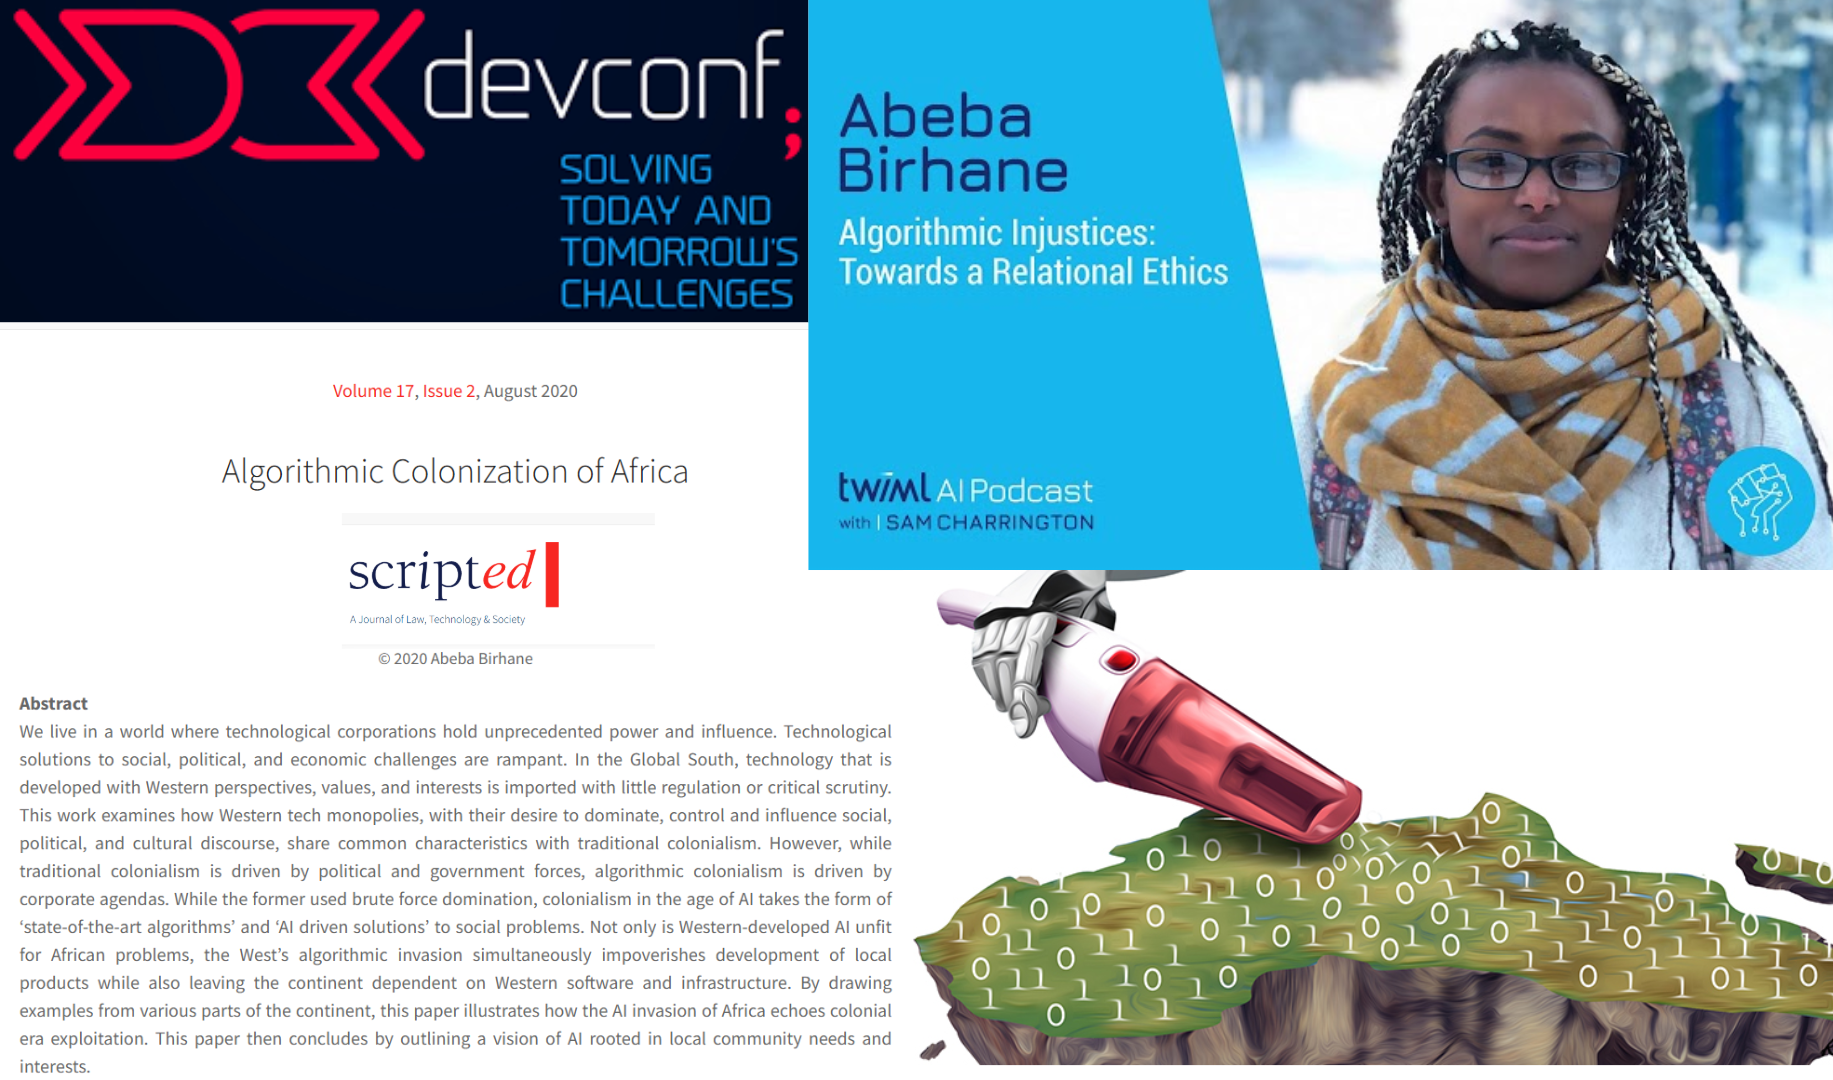 devconf;
SOLVING
TODAY AND
TOMORROW'S
CHALLENGES
Abeba
Birhane
Algorithmic Injustices:
Towards a Relational Ethics
twiml AI Podcast
with | SAM CHARRINGTON
Volume 17, Issue 2, August 2020
Algorithmic Colonization of Africa
scripted
A Journal of Law, Technology & Society
© 2020 Abeba Birhane
Abstract
We live in a world where technological corporations hold unprecedented power and influence. Technological
solutions to social, political, and economic challenges are rampant. In the Global South, technology that is
developed with Western perspectives, values, and interests is imported with little regulation or critical scrutiny.
This work examines how Western tech monopolies, with their desire to dominate, control and influence social,
political, and cultural discourse, share common characteristics with traditional colonialism. However, while
traditional colonialism is driven by political and government forces, algorithmic colonialism is driven by
corporate agendas. While the former used brute force domination, colonialism in the age of AI takes the form of
‘state-of-the-art algorithms’ and ‘AI driven solutions’ to social problems. Not only is Western-developed AI unfit
for African problems, the West’s algorithmic invasion simultaneously impoverishes development of local
products while also leaving the continent dependent on Western software and infrastructure. By drawing
examples from various parts of the continent, this paper illustrates how the AI invasion of Africa echoes colonial
era exploitation. This paper then concludes by outlining a vision of AI rooted in local community needs and
interests.